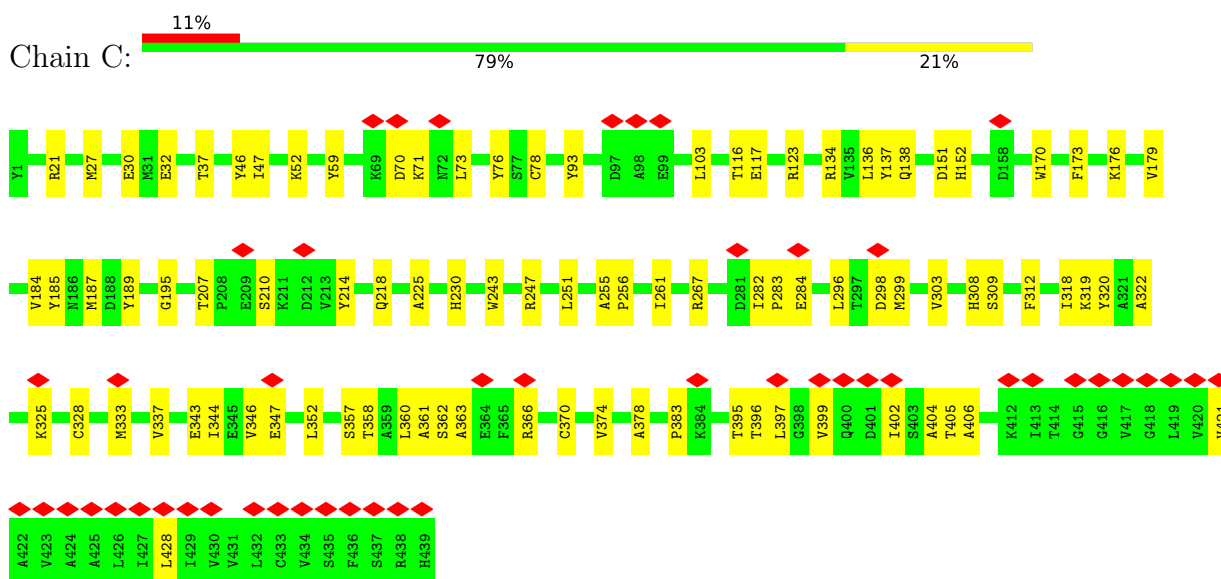 11%
Chain C:
79% 21%
Y1 R21 M27 E30 M31 E32 T37 Y46 I47 K52 Y59 K69 D70 K71 N72 L73 Y76 S77 C78 Y93 D97 A98 E99 L103 T116 E117 R123 R134 V135 L136 Y137 Q138 D151 H152 D158 W170 F173 K176 V179
V184 Y185 N186 M187 D188 Y189 G195 T207 P208 E209 S210 K211 D212 V213 Y214 Q218 A225 H230 W243 R247 L251 A255 P256 I261 R267 D281 I282 P283 E284 L296 T297 D298 M299 V303 H308 S309 F312 I318 K319 Y320 A321 A322
K325 C328 M333 V337 E343 I344 E345 V346 E347 L352 S357 T358 A359 L360 A361 S362 A363 E364 F365 R366 C370 V374 A378 P383 K384 T395 T396 L397 G398 V399 Q400 D401 I402 S403 A404 T405 A406 K412 I413 T414 G415 G416 V417 G418 L419 V420
A422 V423 A424 A425 L426 I427 L428 I429 V430 V431 L432 C433 V434 S435 F436 S437 R438 H439